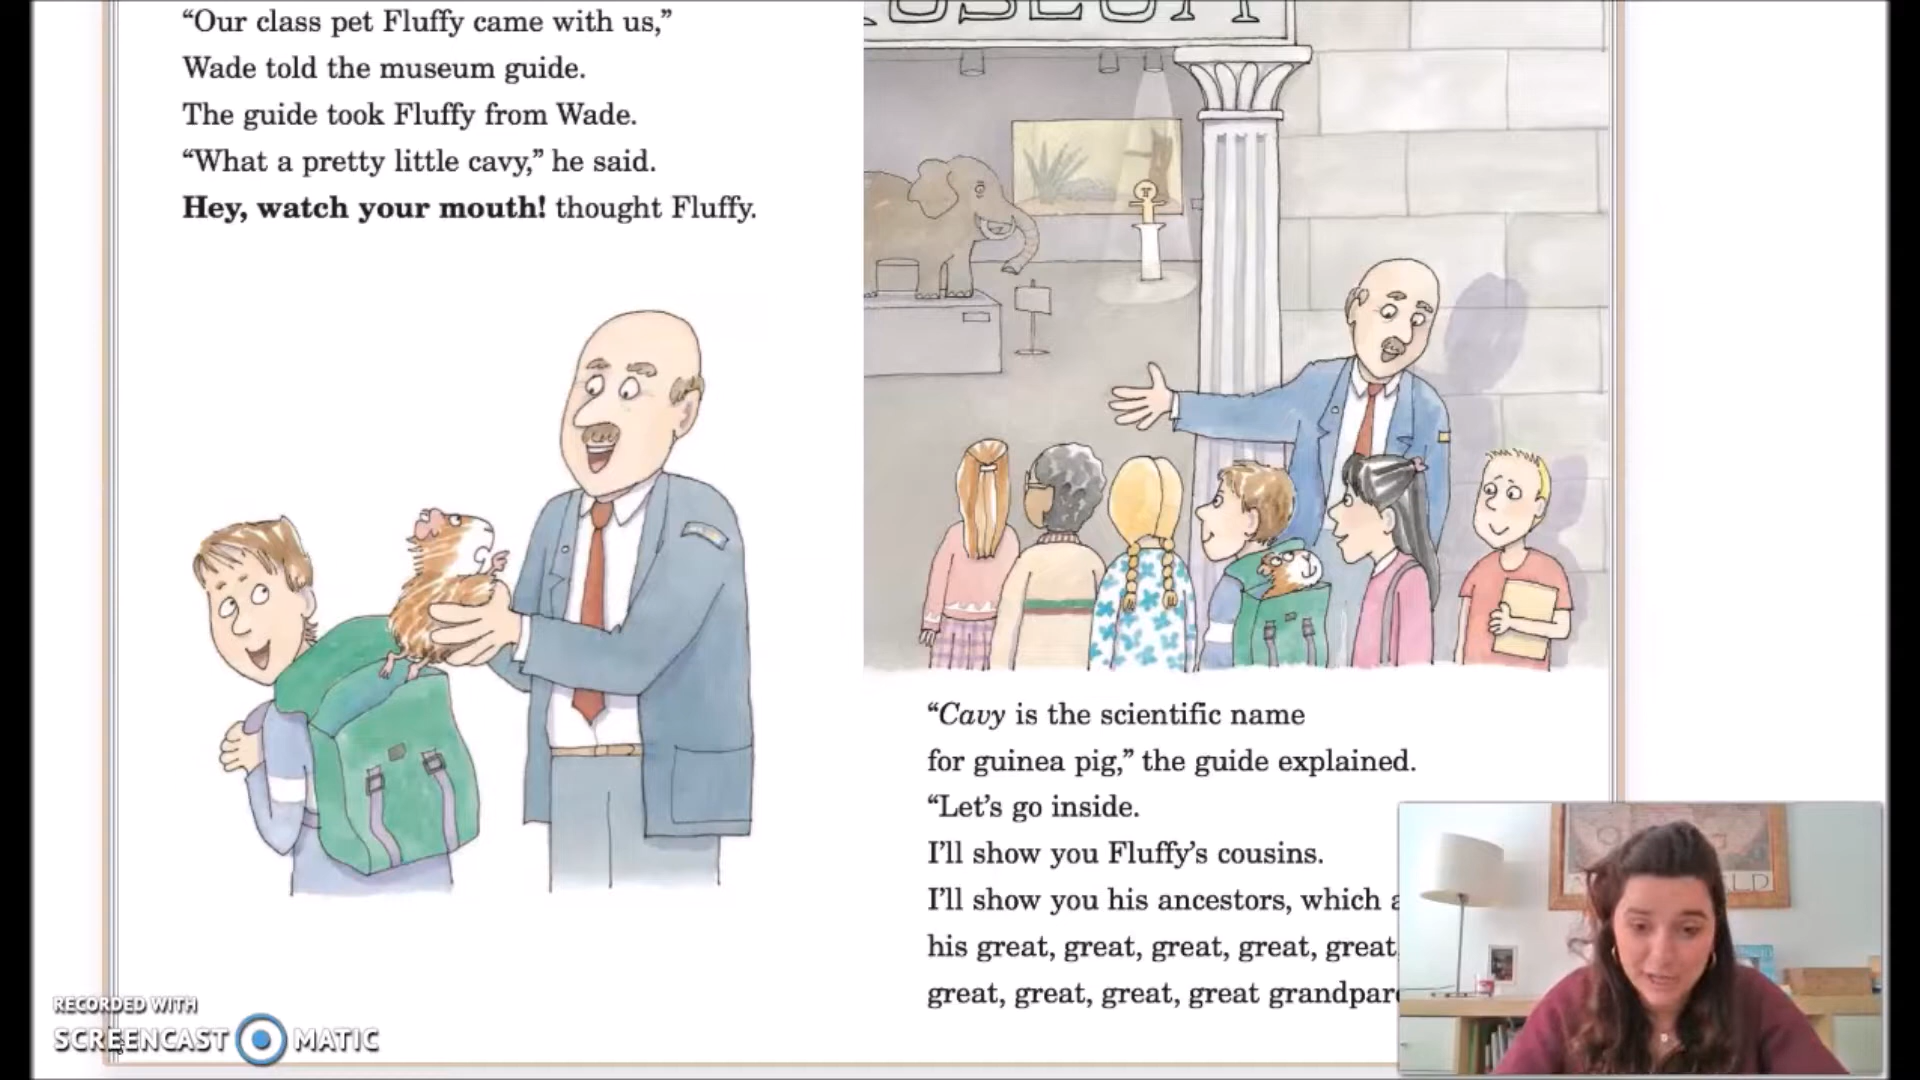 “Our class pet Fluffy came with us,”
Wade told the museum guide.
The guide took Fluffy from Wade.
“What a pretty little cavy,” he said.
Hey, watch your mouth! thought Fluffy.
“Cavy is the scientific name
for guinea pig,” the guide explained.
“Let’s go inside.
I’ll show you Fluffy’s cousins.
I’ll show you his ancestors, which
his great, great, great, great, great
great, great, great, great
RECORDED WITH
SCREENCAST MATIC